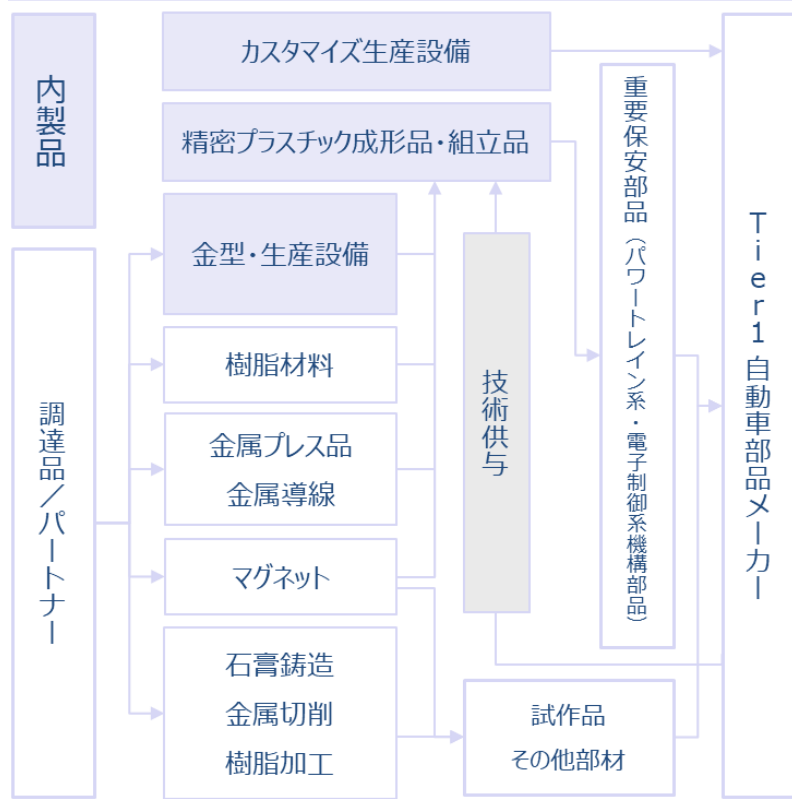 内製品
カスタマイズ生産設備
精密プラスチック成形品・組立品
金型・生産設備
調達品／パートナー
樹脂材料
金属プレス品
金属導線
マグネット
石膏鋳造
金属切削
樹脂加工
技術供与
試作品
その他部材
重要保安部品（パワートレイン系・電子制御系機構部品）
Tier1自動車部品メーカー